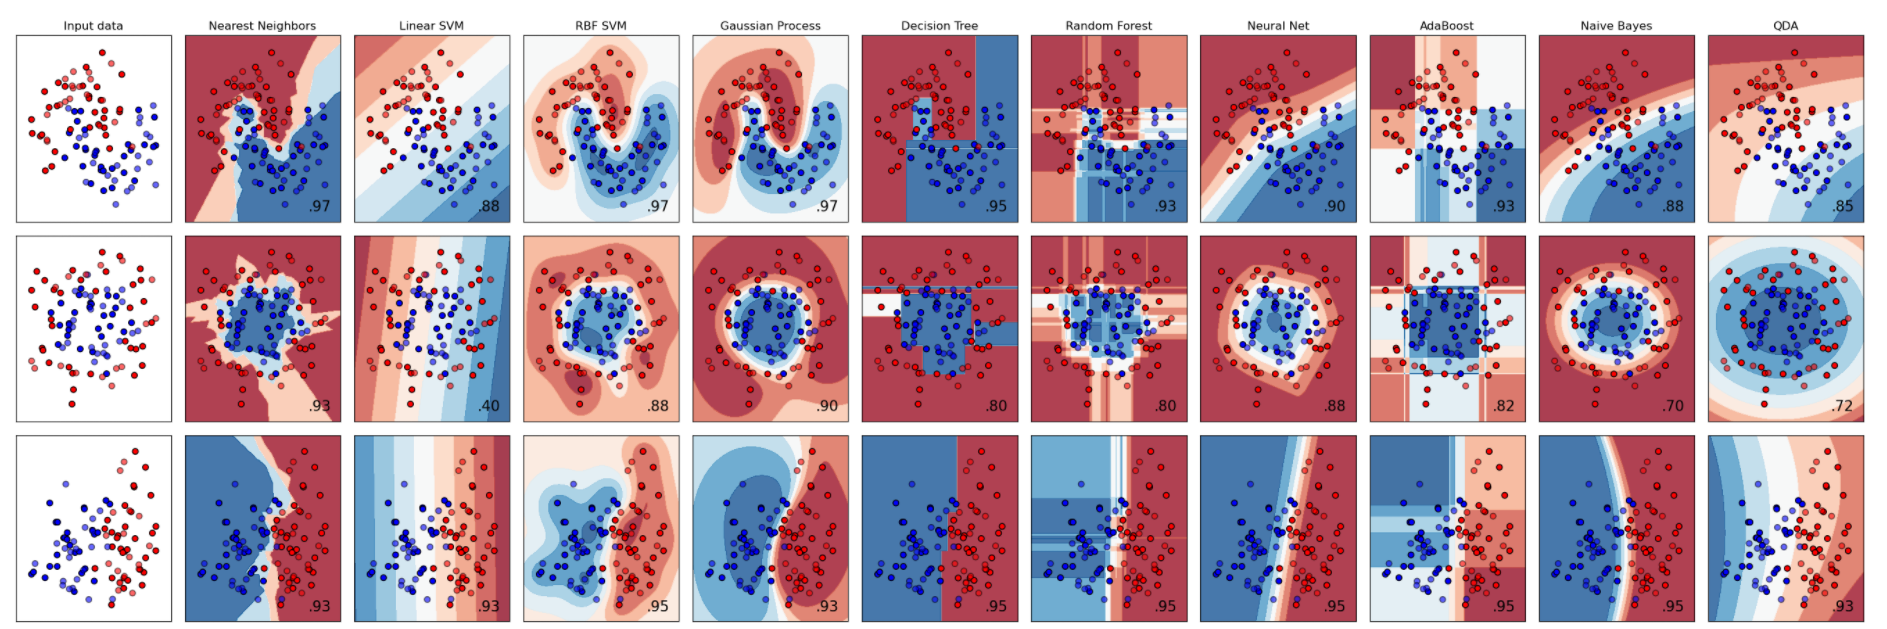 Input data Nearest Neighbors Linear SVM RBF SVM Gaussian Process Decision Tree Random Forest Neural Net AdaBoost Naive Bayes QDA
.97 .88 .97 .97 .95 .93 .90 .93 .88 .85
.93 .40 .88 .90 .80 .80 .88 .82 .70 .72
.93 .93 .95 .93 .95 .95 .95 .95 .95 .93